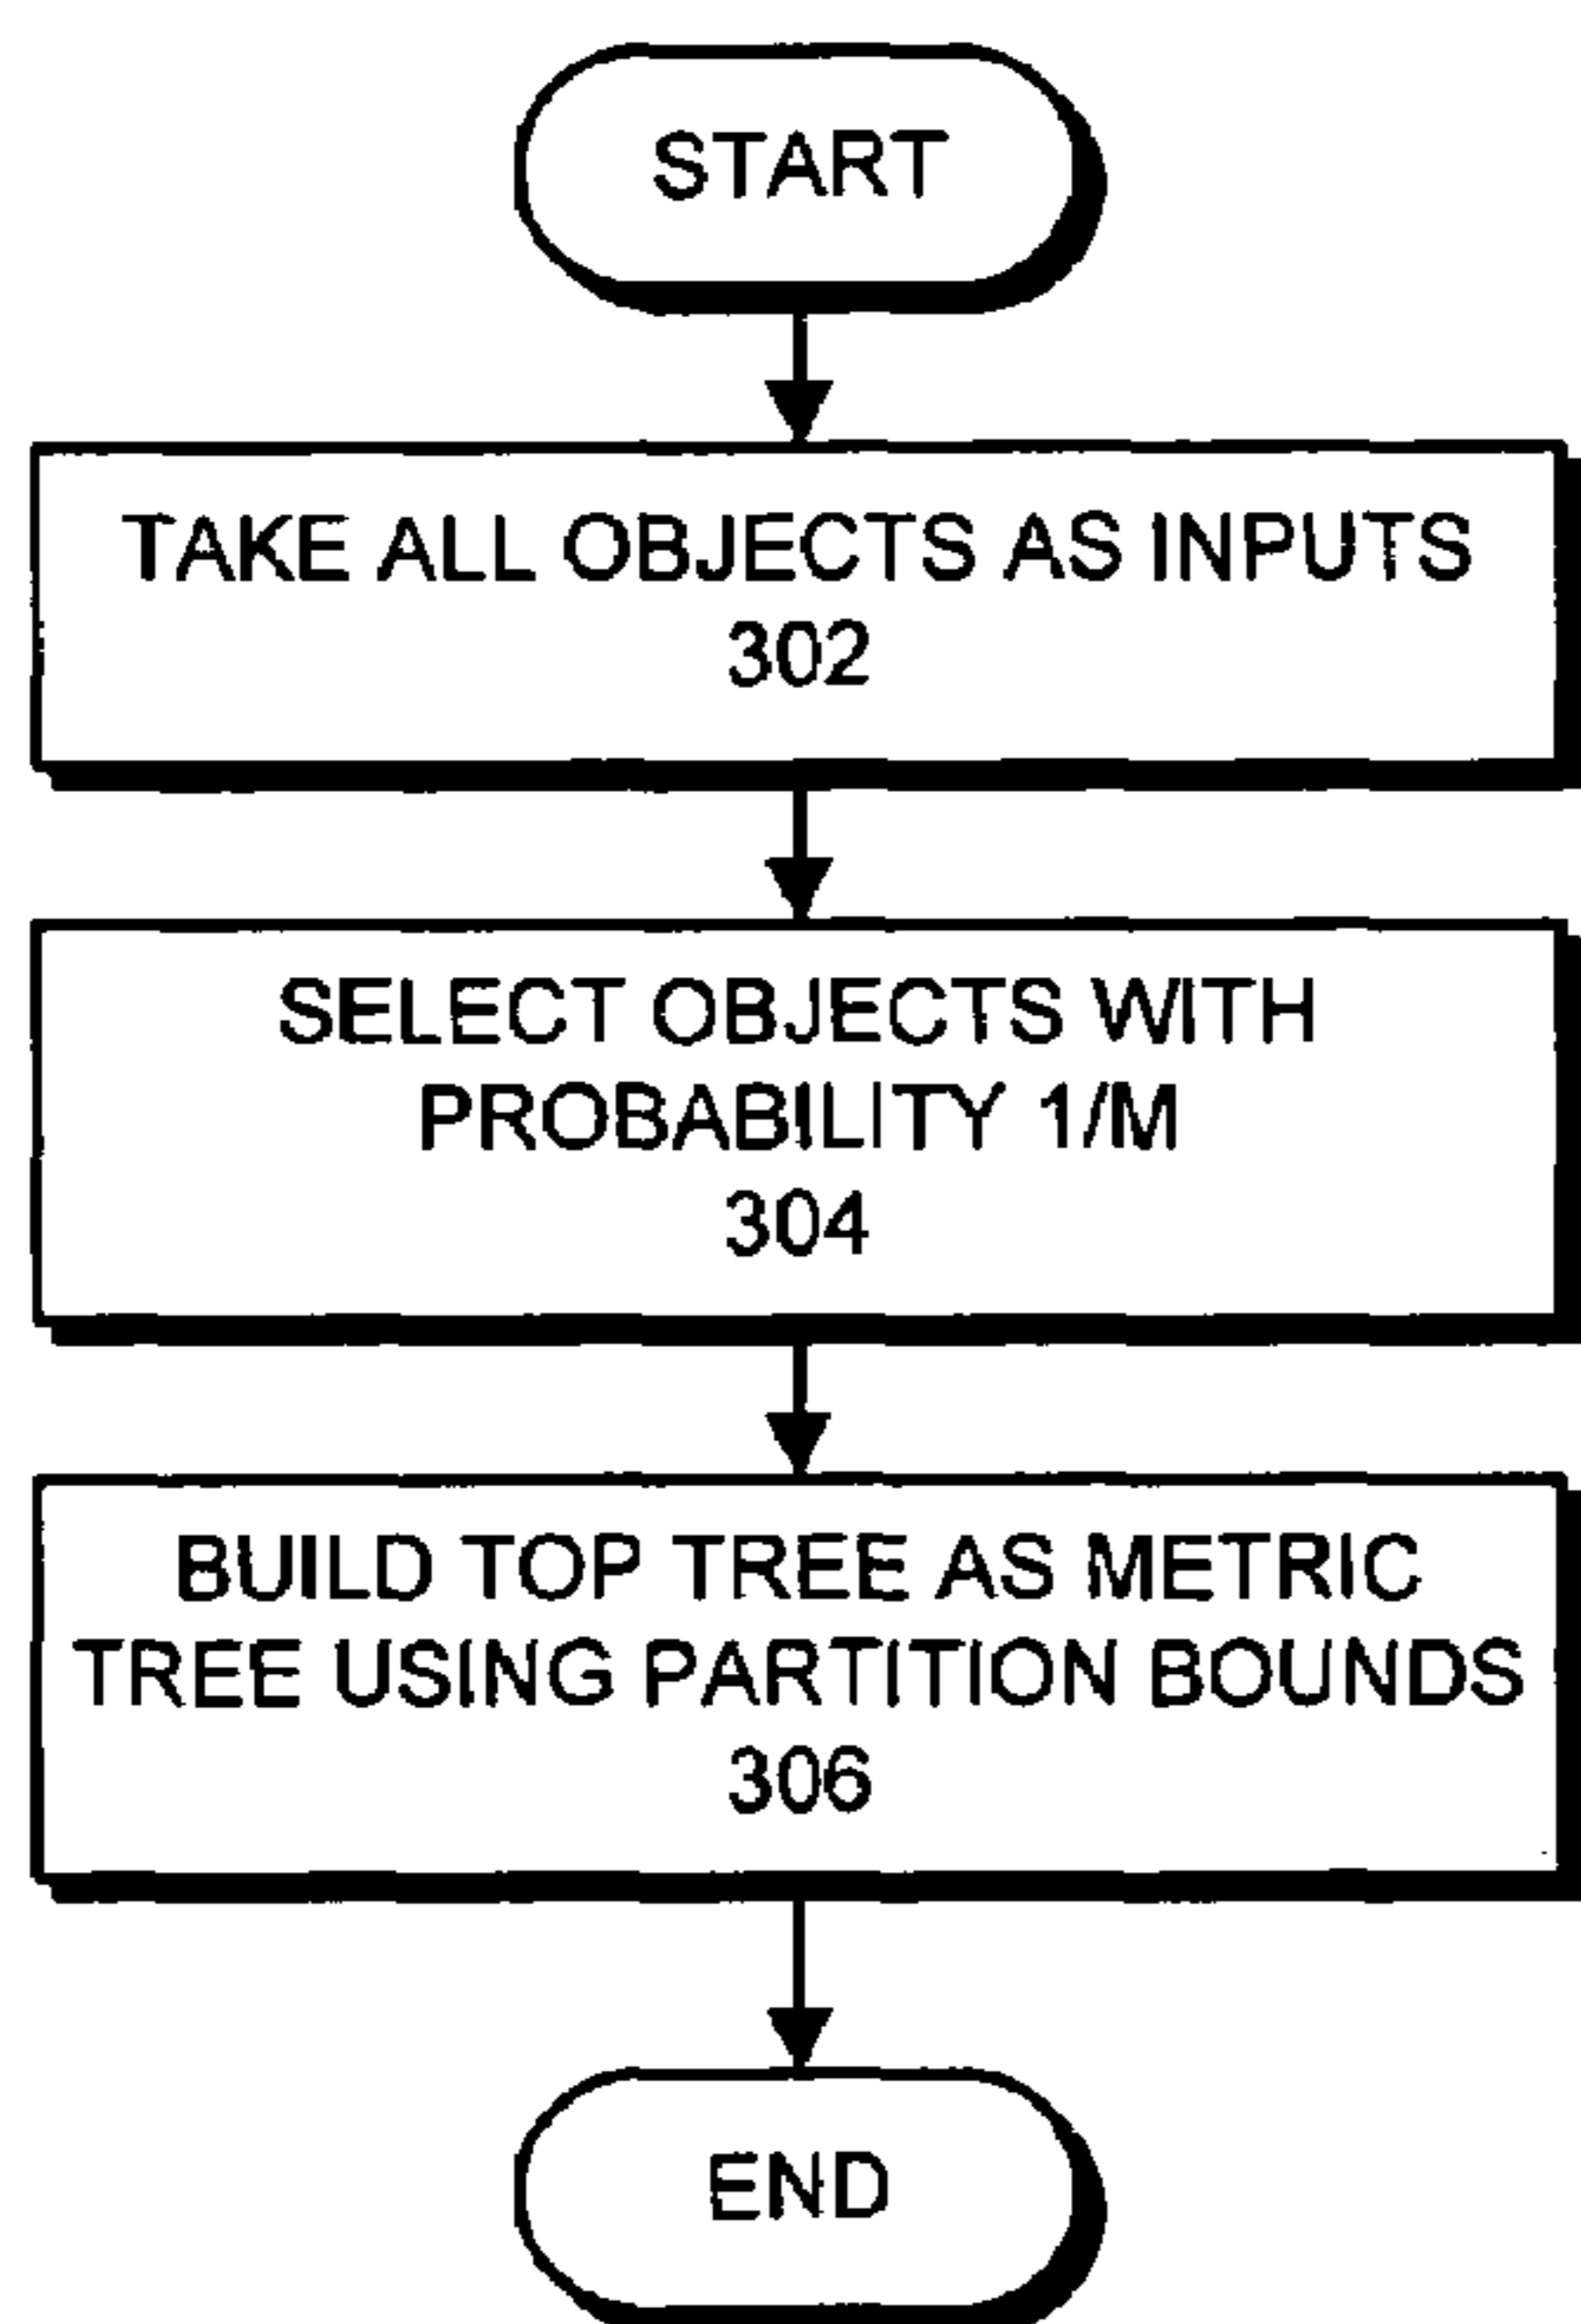 START
TAKE ALL OBJECTS AS INPUTS
302
SELECT OBJECTS WITH
PROBABILITY 1/M
304
BUILD TOP TREE AS METRIC
TREE USING PARTITION BOUNDS
306
END